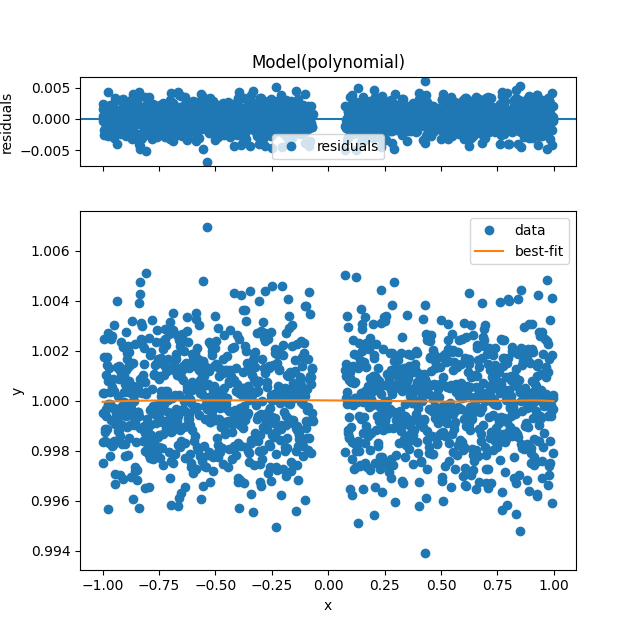 Model(polynomial)
0.005
0.000
−0.005
residuals
residuals
1.006
1.004
1.002
1.000
0.998
0.996
0.994
y
data
best-fit
−1.00 −0.75 −0.50 −0.25 0.00 0.25 0.50 0.75 1.00
x